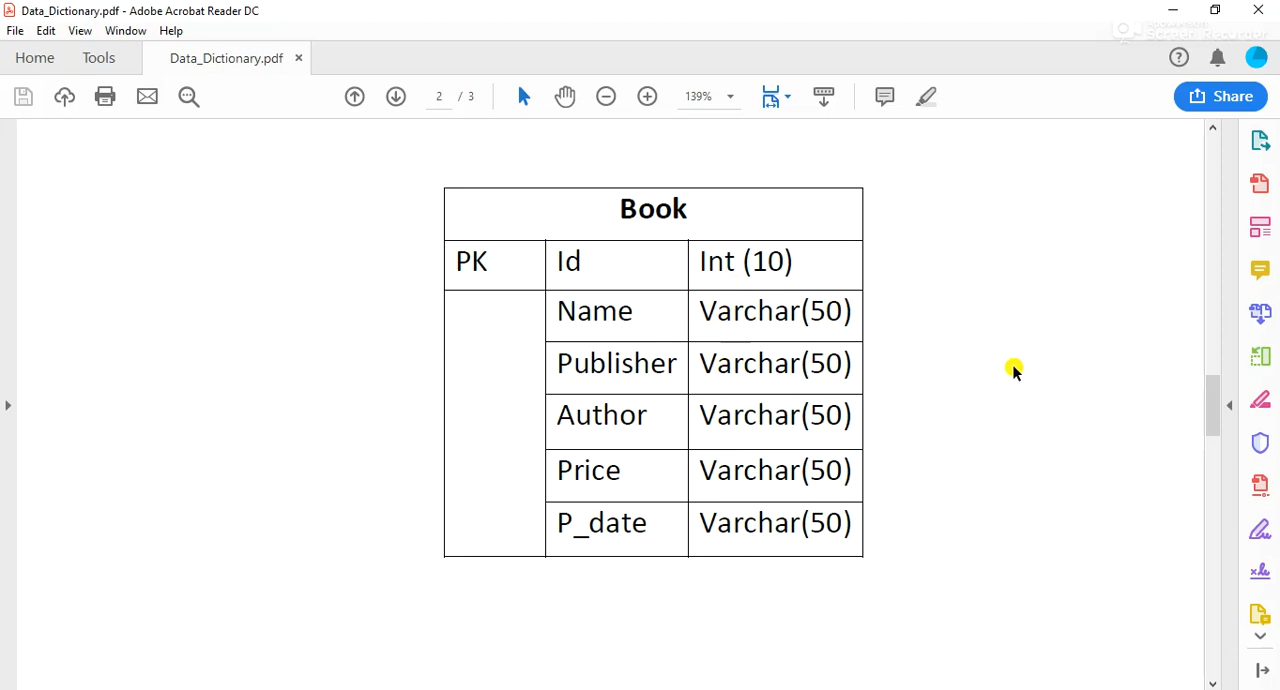 Data_Dictionary.pdf - Adobe Acrobat Reader DC
File Edit View Window Help
Screen Recorder
Home Tools Data_Dictionary.pdf ×
2 / 3 139% Share
Book
PK Id Int (10)
Name Varchar(50)
Publisher Varchar(50)
Author Varchar(50)
Price Varchar(50)
P_date Varchar(50)